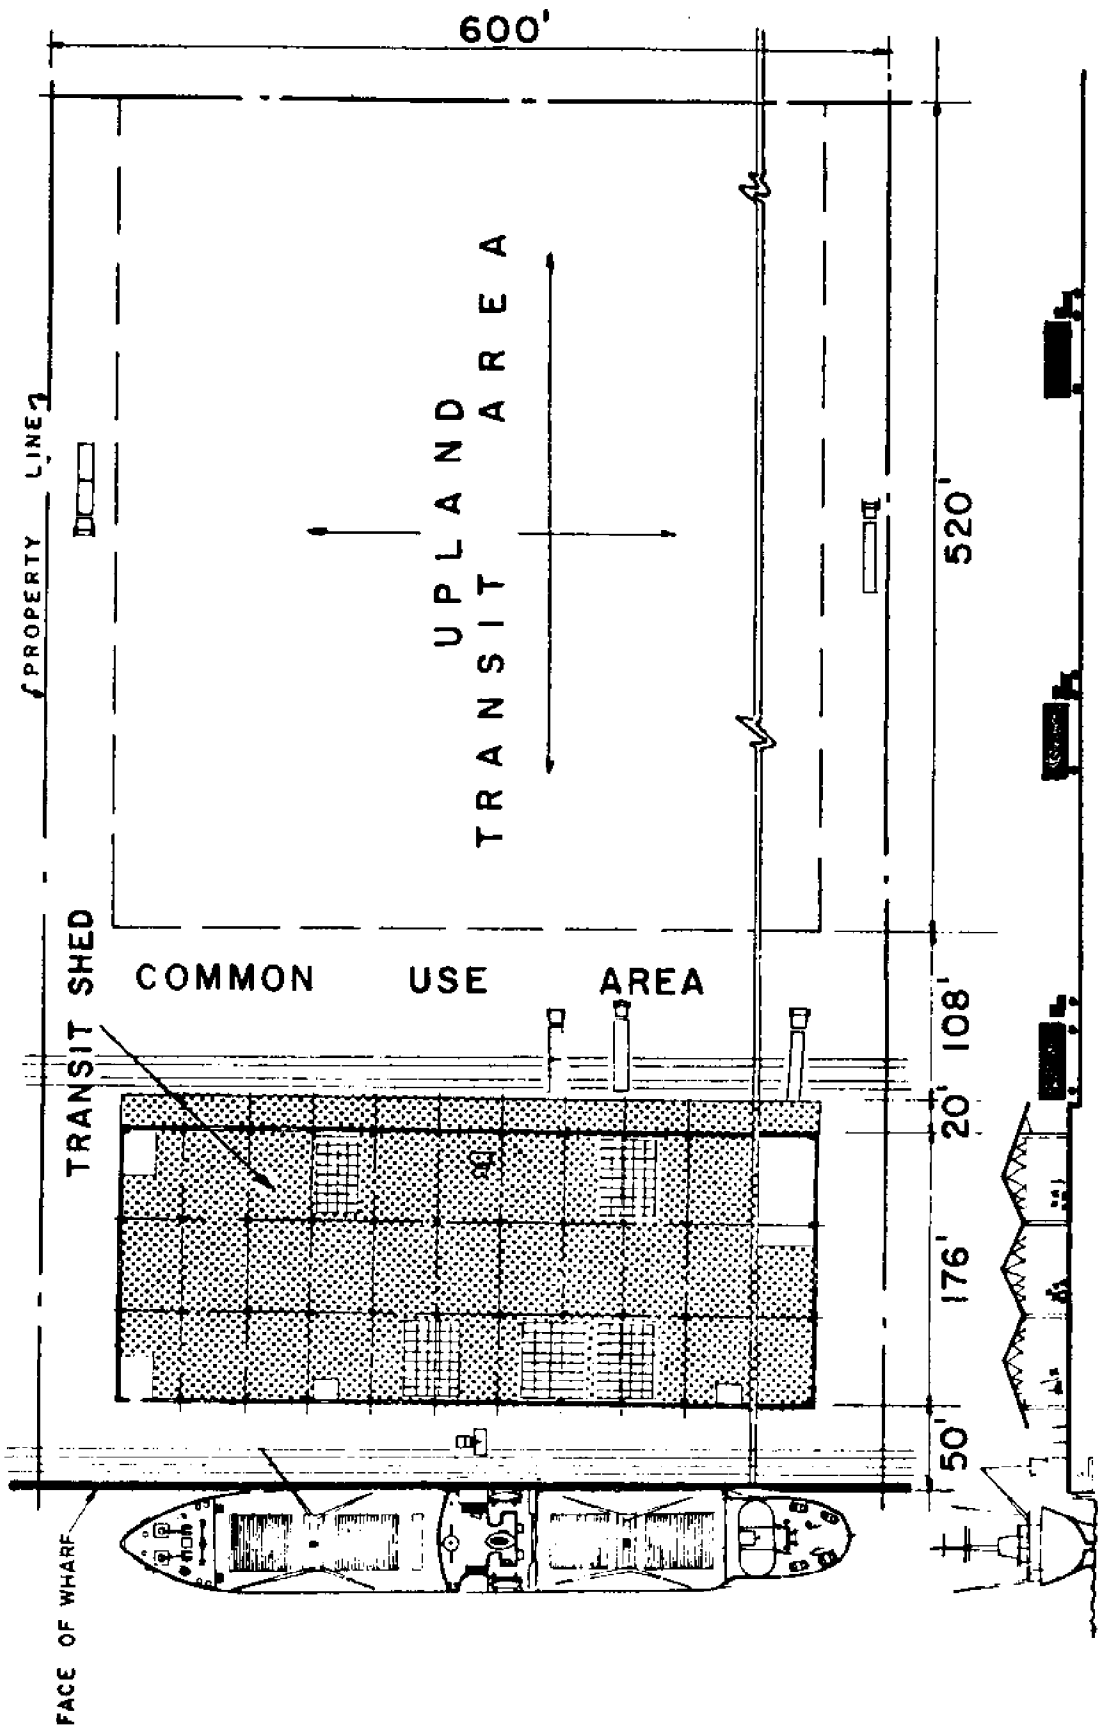 600'
PROPERTY LINE
UPLAND
TRANSIT AREA
520'
TRANSIT SHED
COMMON USE AREA
108'
20'
176'
50'
FACE OF WHARF